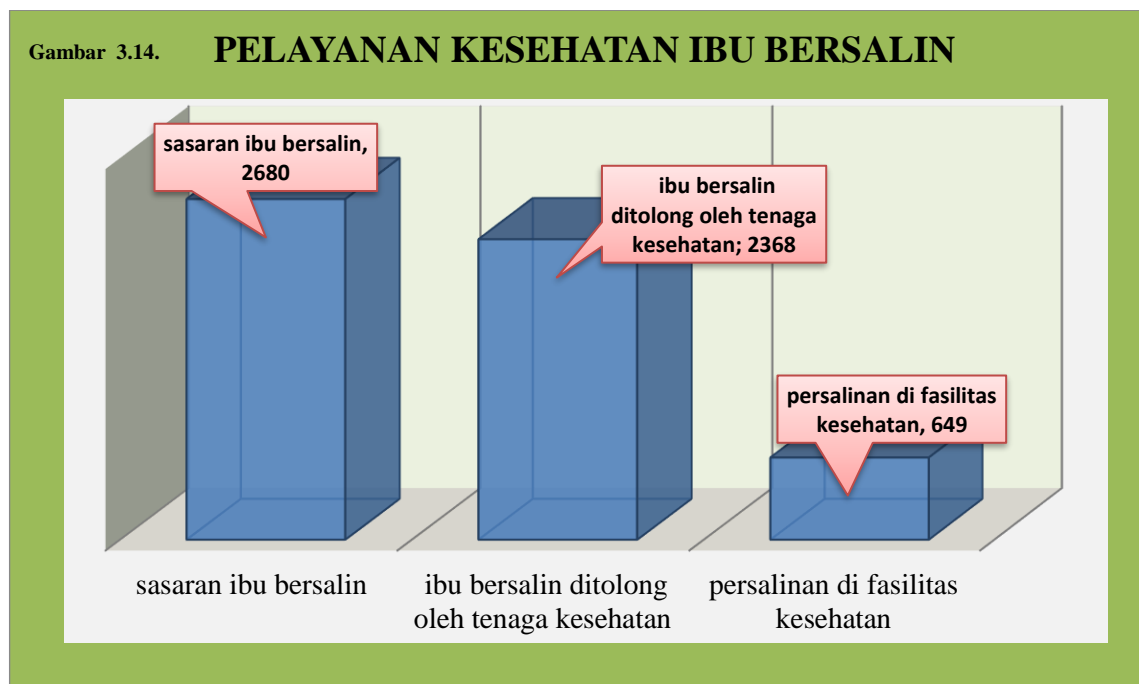 Gambar 3.14. PELAYANAN KESEHATAN IBU BERSALIN
sasaran ibu bersalin,
2680
ibu bersalin
ditolong oleh tenaga
kesehatan; 2368
persalinan di fasilitas
kesehatan, 649
sasaran ibu bersalin
ibu bersalin ditolong
oleh tenaga kesehatan
persalinan di fasilitas
kesehatan